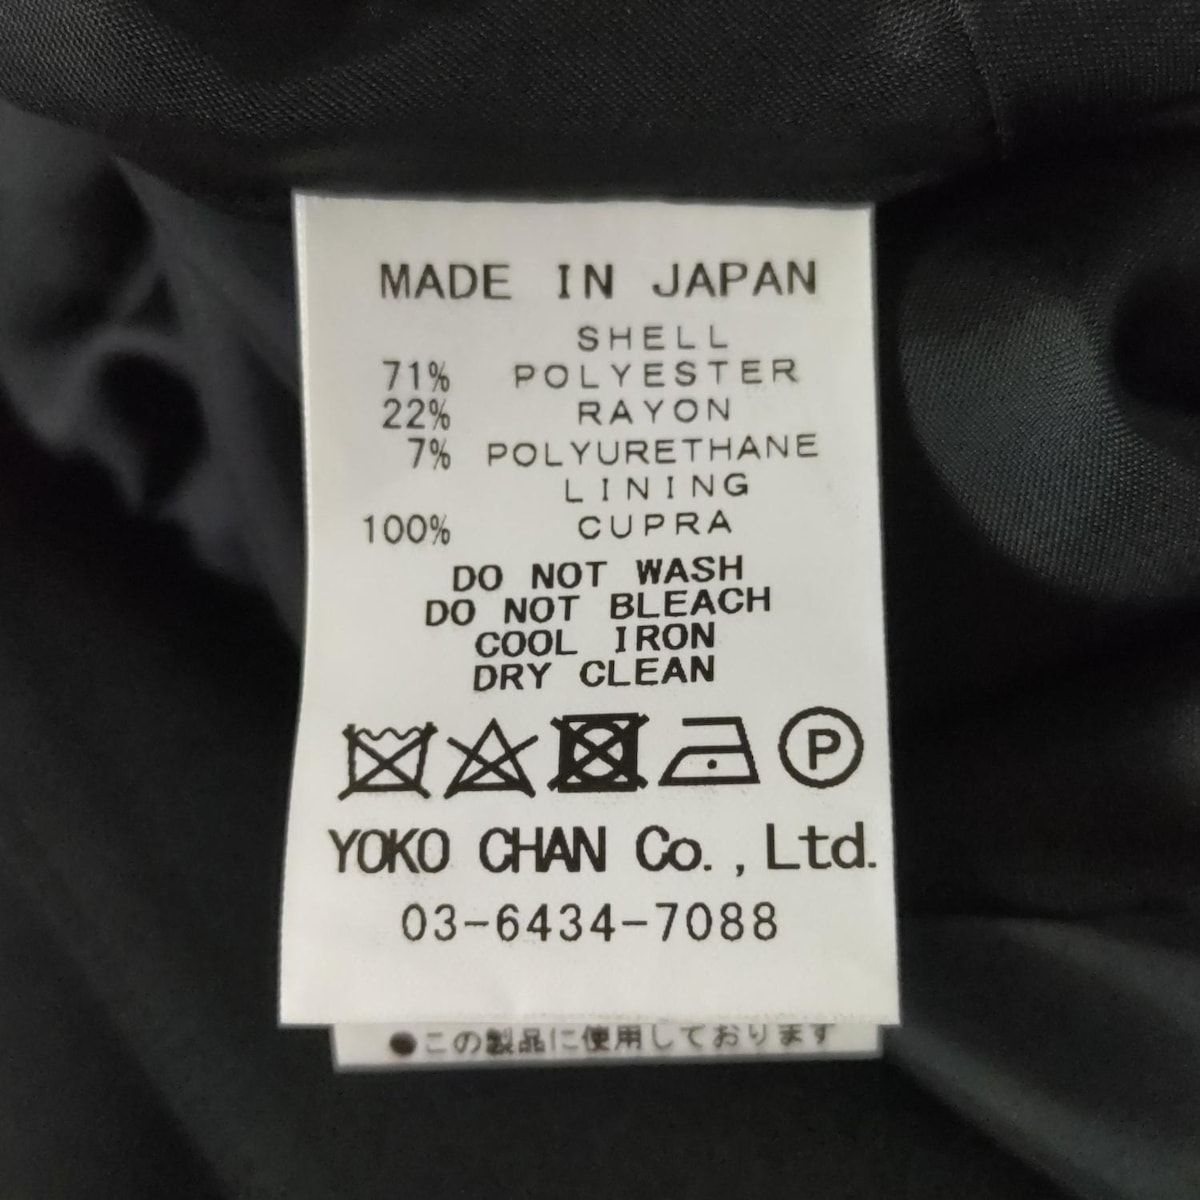 MADE IN JAPAN
SHELL
71% POLYESTER
22% RAYON
7% POLYURETHANE
LINING
100% CUPRA
DO NOT WASH
DO NOT BLEACH
COOL IRON
DRY CLEAN
P
YOKO CHAN Co., Ltd.
03-6434-7088
●この製品に使用しております